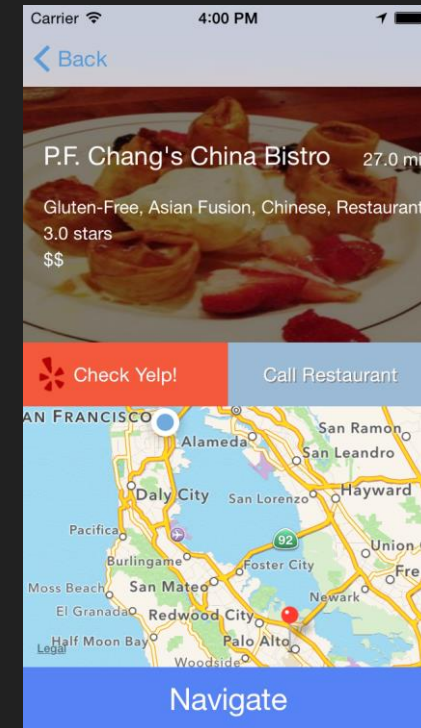 Carrier 4:00 PM
Back
P.F. Chang's China Bistro 27.0 mi
Gluten-Free, Asian Fusion, Chinese, Restaurant
3.0 stars
$$
Check Yelp! Call Restaurant
AN FRANCISCO
Alameda
San Ramon
San Leandro
Daly City
San Lorenzo
Hayward
Pacifica
92
Union
Burlingame
Foster City
Fre
Moss Beach
San Mateo
Newark
El Granada
Redwood City
Legal
Half Moon Bay
Palo Alto
Woodside
Navigate